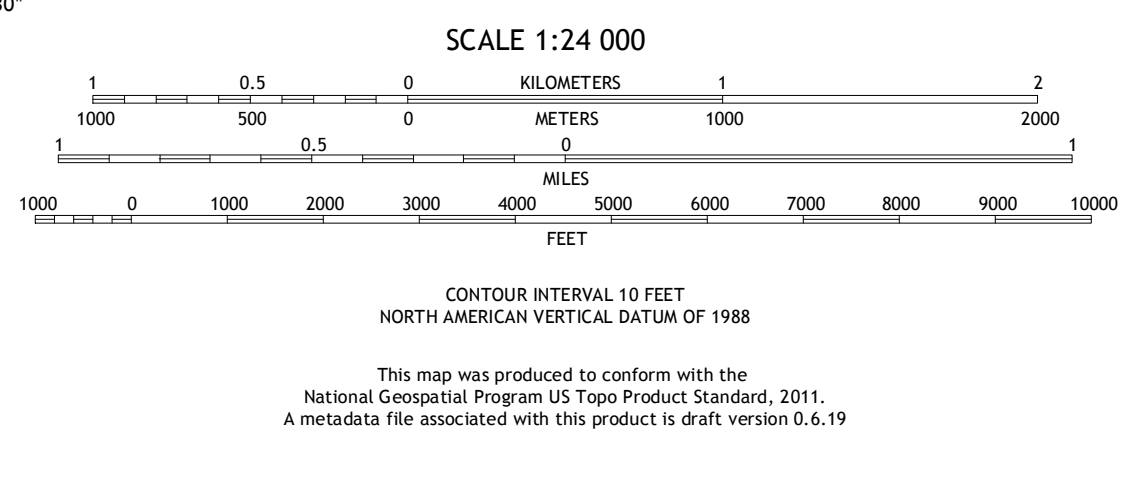 SCALE 1:24 000
1 0.5 0 KILOMETERS 1 2
1000 500 0 METERS 1000 2000
1 0.5 0 1
MILES
1000 0 1000 2000 3000 4000 5000 6000 7000 8000 9000 10000
FEET
CONTOUR INTERVAL 10 FEET
NORTH AMERICAN VERTICAL DATUM OF 1988
This map was produced to conform with the
National Geospatial Program US Topo Product Standard, 2011.
A metadata file associated with this product is draft version 0.6.19